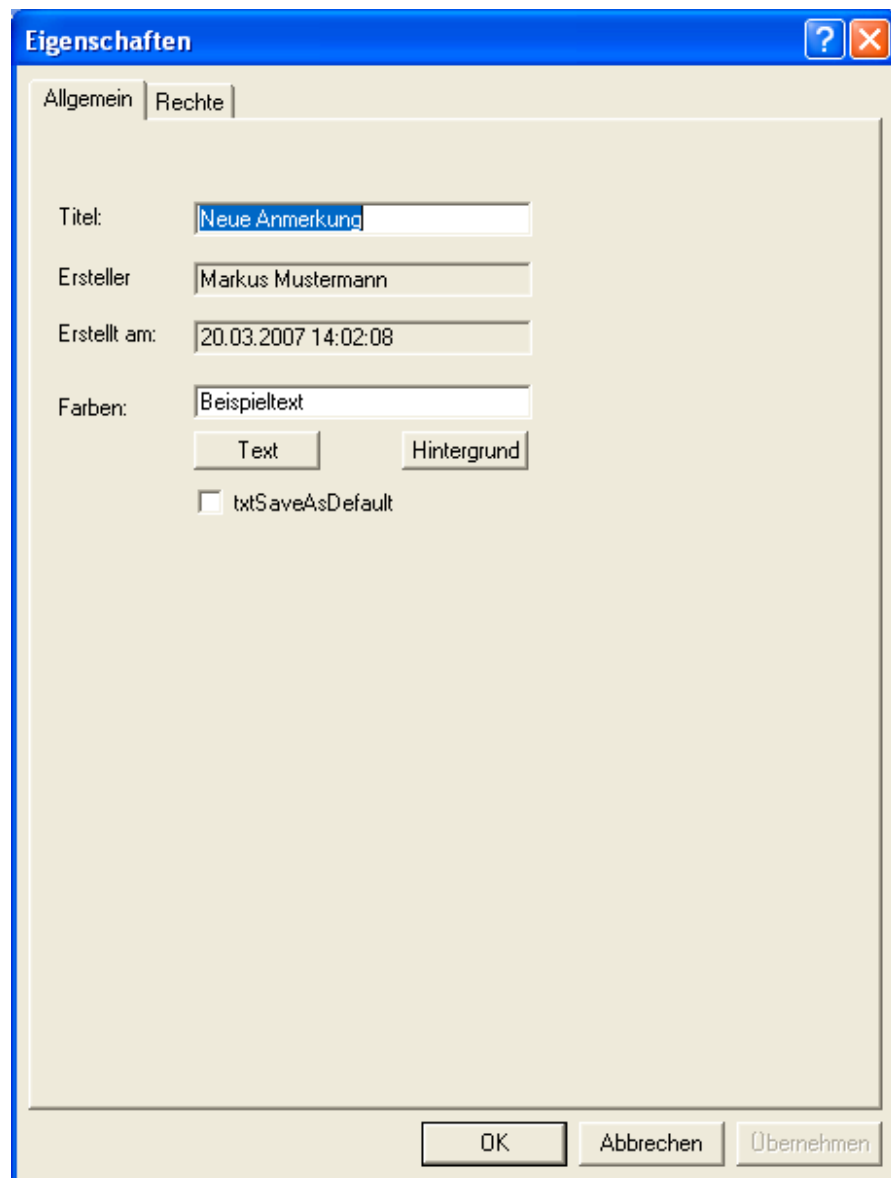 Eigenschaften
Allgemein Rechte
Titel: Neue Anmerkung
Ersteller Markus Mustermann
Erstellt am: 20.03.2007 14:02:08
Farben: Beispieltext
Text Hintergrund
txtSaveAsDefault
OK Abbrechen Übernehmen